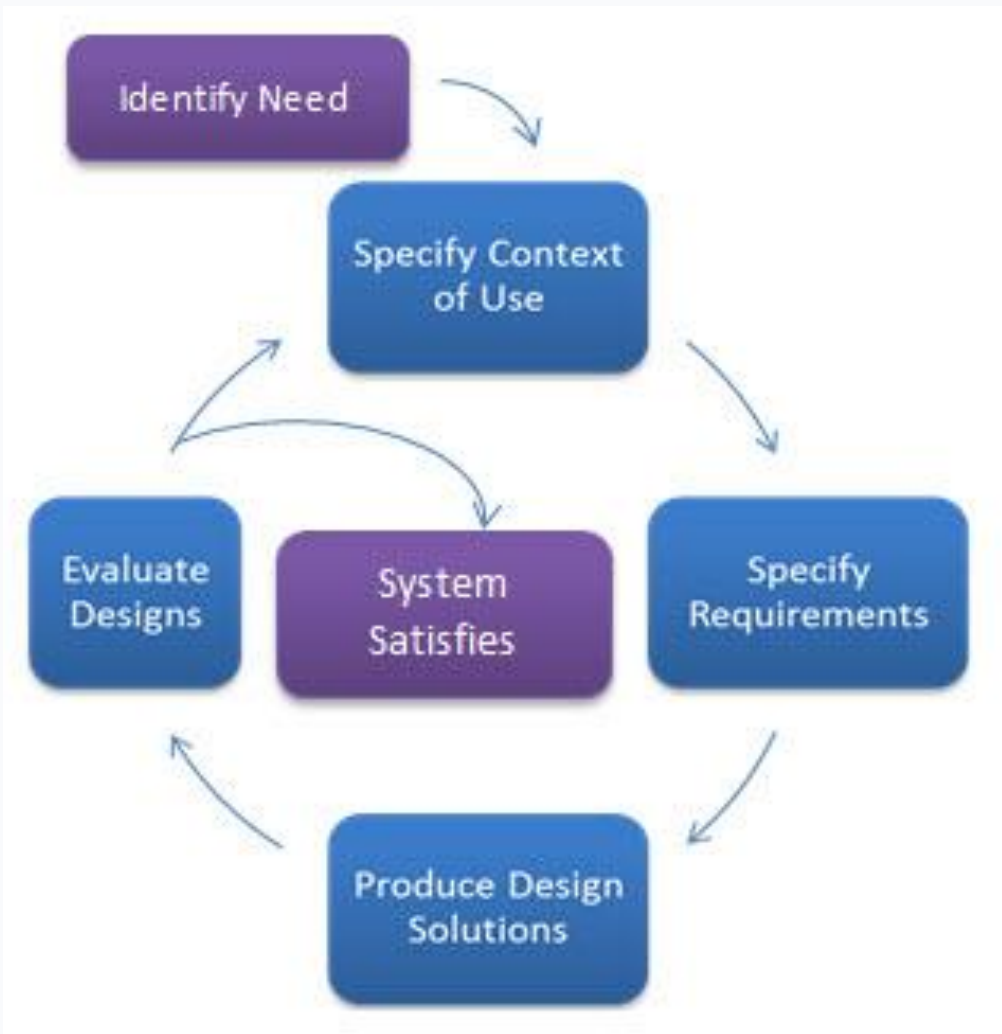 Identify Need
Specify Context
of Use
Specify
Requirements
Produce Design
Solutions
Evaluate
Designs
System
Satisfies